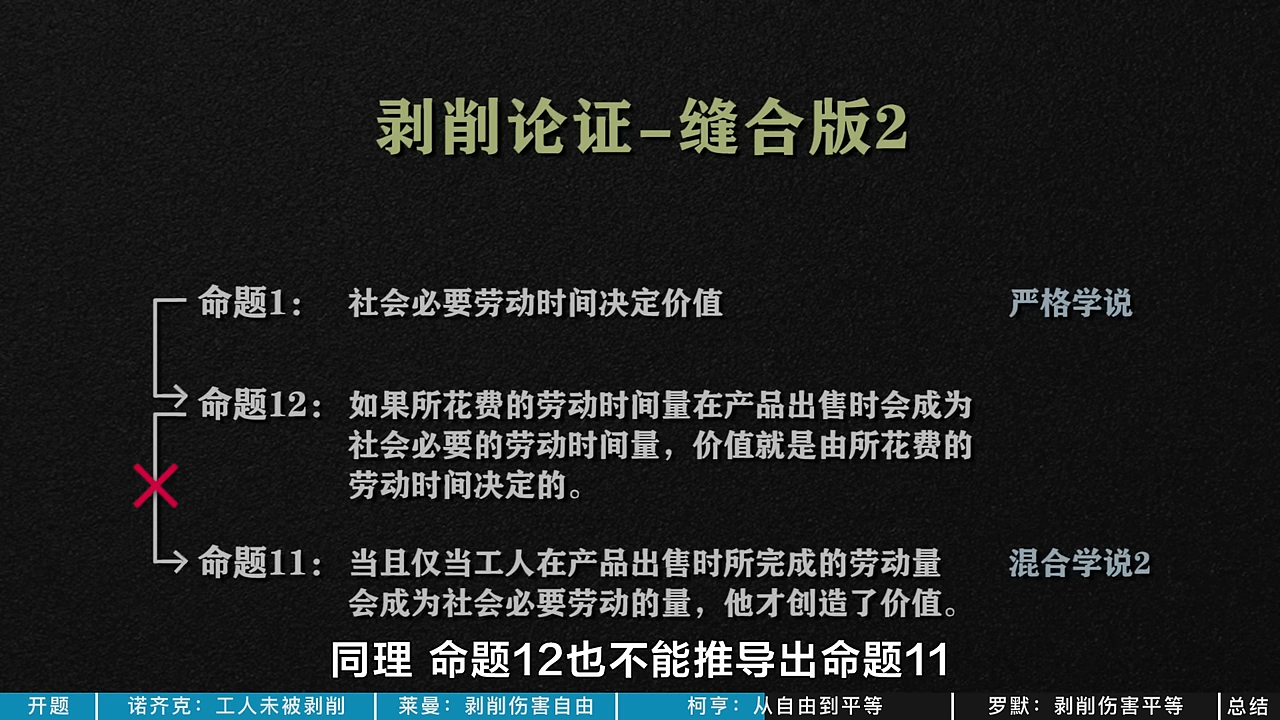 剥削论证-缝合版2
命题1： 社会必要劳动时间决定价值 严格学说
命题12： 如果所花费的劳动时间量在产品出售时会成为
社会必要的劳动时间量，价值就是由所花费的
劳动时间决定的。
命题11： 当且仅当工人在产品出售时所完成的劳动量 混合学说2
会成为社会必要劳动的量，他才创造了价值。
同理 命题12也不能推导出命题11
开题 诺齐克：工人未被剥削 莱曼：剥削伤害自由 柯亨：从自由到平等 罗默：剥削伤害平等 总结